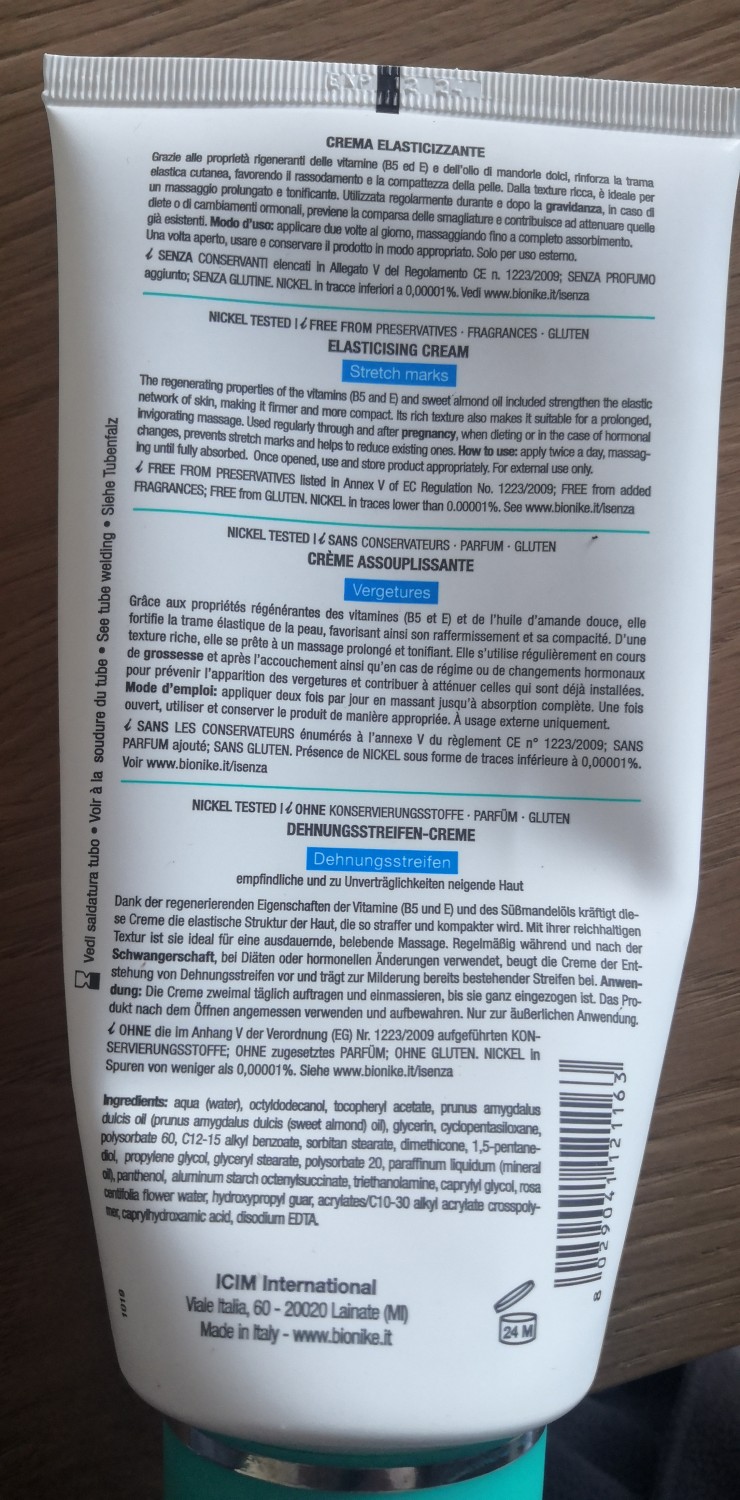 EXP
CREMA ELASTICIZZANTE
Grazie alle proprietà rigeneranti delle vitamine (B5 ed E) e dell'olio di mandorle dolci, rinforza la trama
elastica cutanea, favorendo il rassodamento e la compattezza della pelle. Dalla texture ricca, è ideale per
un massaggio prolungato e tonificante. Utilizzata regolarmente durante e dopo la gravidanza, in caso di
diete o di cambiamenti ormonali, previene la comparsa delle smagliature e contribuisce ad attenuare quelle
già esistenti. Modo d'uso: applicare due volte al giorno, massaggiando fino a completo assorbimento.
Una volta aperto, usare e conservare il prodotto in modo appropriato. Solo per uso esterno.
SENZA CONSERVANTI elencati in Allegato V del Regolamento CE n. 1223/2009; SENZA PROFUMO
aggiunto; SENZA GLUTINE. NICKEL in tracce inferiori a 0,00001%. Vedi www.bionike.it/isenza
NICKEL TESTED | FREE FROM PRESERVATIVES · FRAGRANCES · GLUTEN
ELASTICISING CREAM
Stretch marks
The regenerating properties of the vitamins (B5 and E) and sweet almond oil included strengthen the elastic
network of skin, making it firmer and more compact. Its rich texture also makes it suitable for a prolonged,
invigorating massage. Used regularly through and after pregnancy, when dieting or in the case of hormonal
changes, prevents stretch marks and helps to reduce existing ones. How to use: apply twice a day, massag-
ing until fully absorbed. Once opened, use and store product appropriately. For external use only.
FREE FROM PRESERVATIVES listed in Annex V of EC Regulation No. 1223/2009; FREE from added
FRAGRANCES; FREE from GLUTEN. NICKEL in traces lower than 0.00001%. See www.bionike.it/isenza
NICKEL TESTED | SANS CONSERVATEURS · PARFUM · GLUTEN
CRÈME ASSOUPLISSANTE
Vergetures
Grâce aux propriétés régénérantes des vitamines (B5 et E) et de l'huile d'amande douce, elle
fortifie la trame élastique de la peau, favorisant ainsi son raffermissement et sa compacité. D'une
texture riche, elle se prête à un massage prolongé et tonifiant. Elle s'utilise régulièrement en cours
de grossesse et après l'accouchement ainsi qu'en cas de régime ou de changements hormonaux
pour prévenir l'apparition des vergetures et contribuer à atténuer celles qui sont déjà installées.
Mode d'emploi: appliquer deux fois par jour en massant jusqu'à absorption complète. Une fois
ouvert, utiliser et conserver le produit de manière appropriée. À usage externe uniquement.
SANS LES CONSERVATEURS énumérés à l'annexe V du règlement CE n° 1223/2009; SANS
PARFUM ajouté; SANS GLUTEN. Présence de NICKEL sous forme de traces inférieure à 0,00001%.
Voir www.bionike.it/isenza
NICKEL TESTED | OHNE KONSERVIERUNGSSTOFFE · PARFÜM · GLUTEN
DEHNUNGSSTREIFEN-CREME
Dehnungsstreifen
empfindliche und zu Unverträglichkeiten neigende Haut
Dank der regenerierenden Eigenschaften der Vitamine (B5 und E) und des Süßmandelöls kräftigt die-
se Creme die elastische Struktur der Haut, die so straffer und kompakter wird. Mit ihrer reichhaltigen
Textur ist sie ideal für eine ausdauernde, belebende Massage. Regelmäßig während und nach der
Schwangerschaft, bei Diäten oder hormonellen Änderungen verwendet, beugt die Creme der Ent-
stehung von Dehnungsstreifen vor und trägt zur Milderung bereits bestehender Streifen bei. Anwen-
dung: Die Creme zweimal täglich auftragen und einmassieren, bis sie ganz eingezogen ist. Das Pro-
dukt nach dem Öffnen angemessen verwenden und aufbewahren. Nur zur äußerlichen Anwendung.
OHNE die im Anhang V der Verordnung (EG) Nr. 1223/2009 aufgeführten KON-
SERVIERUNGSSTOFFE; OHNE zugesetztes PARFÜM; OHNE GLUTEN. NICKEL in
Spuren von weniger als 0,00001%. Siehe www.bionike.it/isenza
Ingredients: aqua (water), octyldodecanol, tocopheryl acetate, prunus amygdalus
dulcis oil (prunus amygdalus dulcis (sweet almond) oil), glycerin, cyclopentasiloxane,
polysorbate 60, C12-15 alkyl benzoate, sorbitan stearate, dimethicone, 1,5-pentane-
diol, propylene glycol, glyceryl stearate, polysorbate 20, paraffinum liquidum (mineral
oil), panthenol, aluminum starch octenylsuccinate, triethanolamine, caprylyl glycol, rosa
centifolia flower water, hydroxypropyl guar, acrylates/C10-30 alkyl acrylate crosspoly-
mer, caprylhydroxamic acid, disodium EDTA.
ICIM International
Viale Italia, 60 - 20020 Lainate (MI)
Made in Italy - www.bionike.it
24 M
8 029041 121163
1019
Vedi saldatura tubo • Voir à la soudure du tube • See tube welding • Siehe Tubenfalz